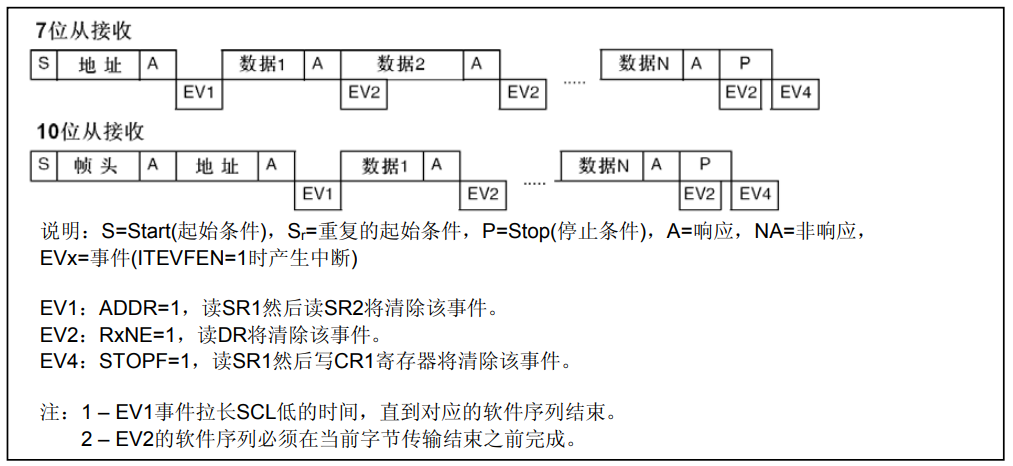 7位从接收
S 地址 A 数据1 A 数据2 A ..... 数据N A P
EV1 EV2 EV2 EV2 EV4
10位从接收
S 帧头 A 地址 A 数据1 A ..... 数据N A P
EV1 EV2 EV2 EV4
说明：S=Start(起始条件)，Sr=重复的起始条件，P=Stop(停止条件)，A=响应，NA=非响应，
EVx=事件(ITEVFEN=1时产生中断)
EV1：ADDR=1，读SR1然后读SR2将清除该事件。
EV2：RxNE=1，读DR将清除该事件。
EV4：STOPF=1，读SR1然后写CR1寄存器将清除该事件。
注：1 – EV1事件拉长SCL低的时间，直到对应的软件序列结束。
2 – EV2的软件序列必须在当前字节传输结束之前完成。